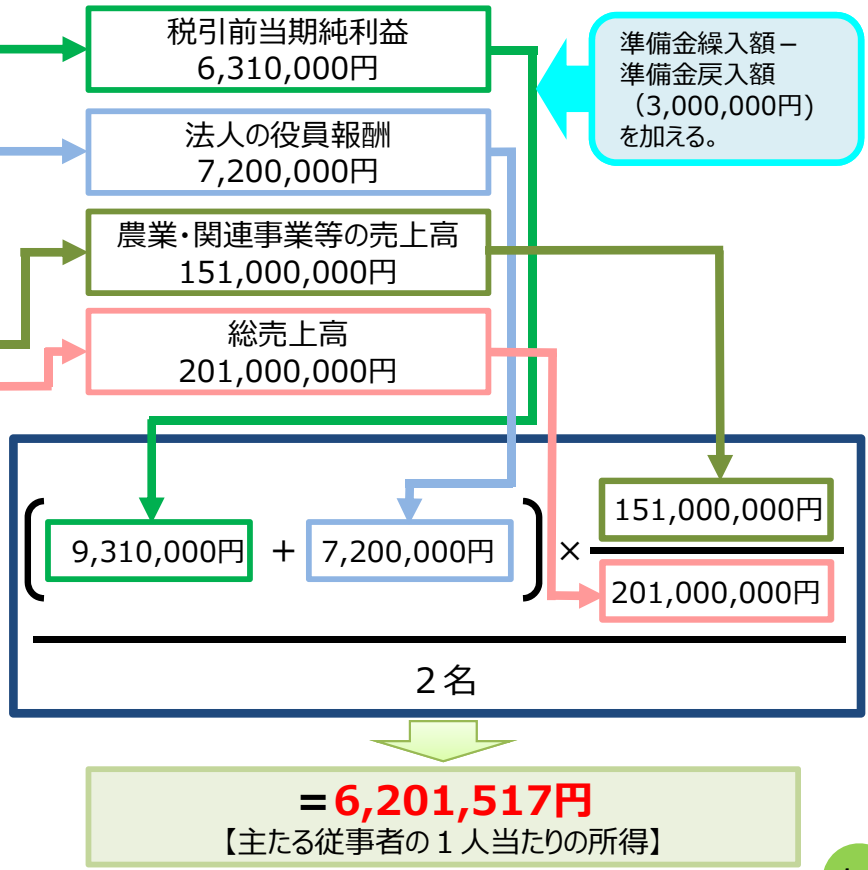 税引前当期純利益
6,310,000円
準備金繰入額－
準備金戻入額
（3,000,000円)
を加える。
法人の役員報酬
7,200,000円
農業・関連事業等の売上高
151,000,000円
総売上高
201,000,000円
9,310,000円 + 7,200,000円 × 151,000,000円
201,000,000円
２名
＝6,201,517円
【主たる従事者の１人当たりの所得】